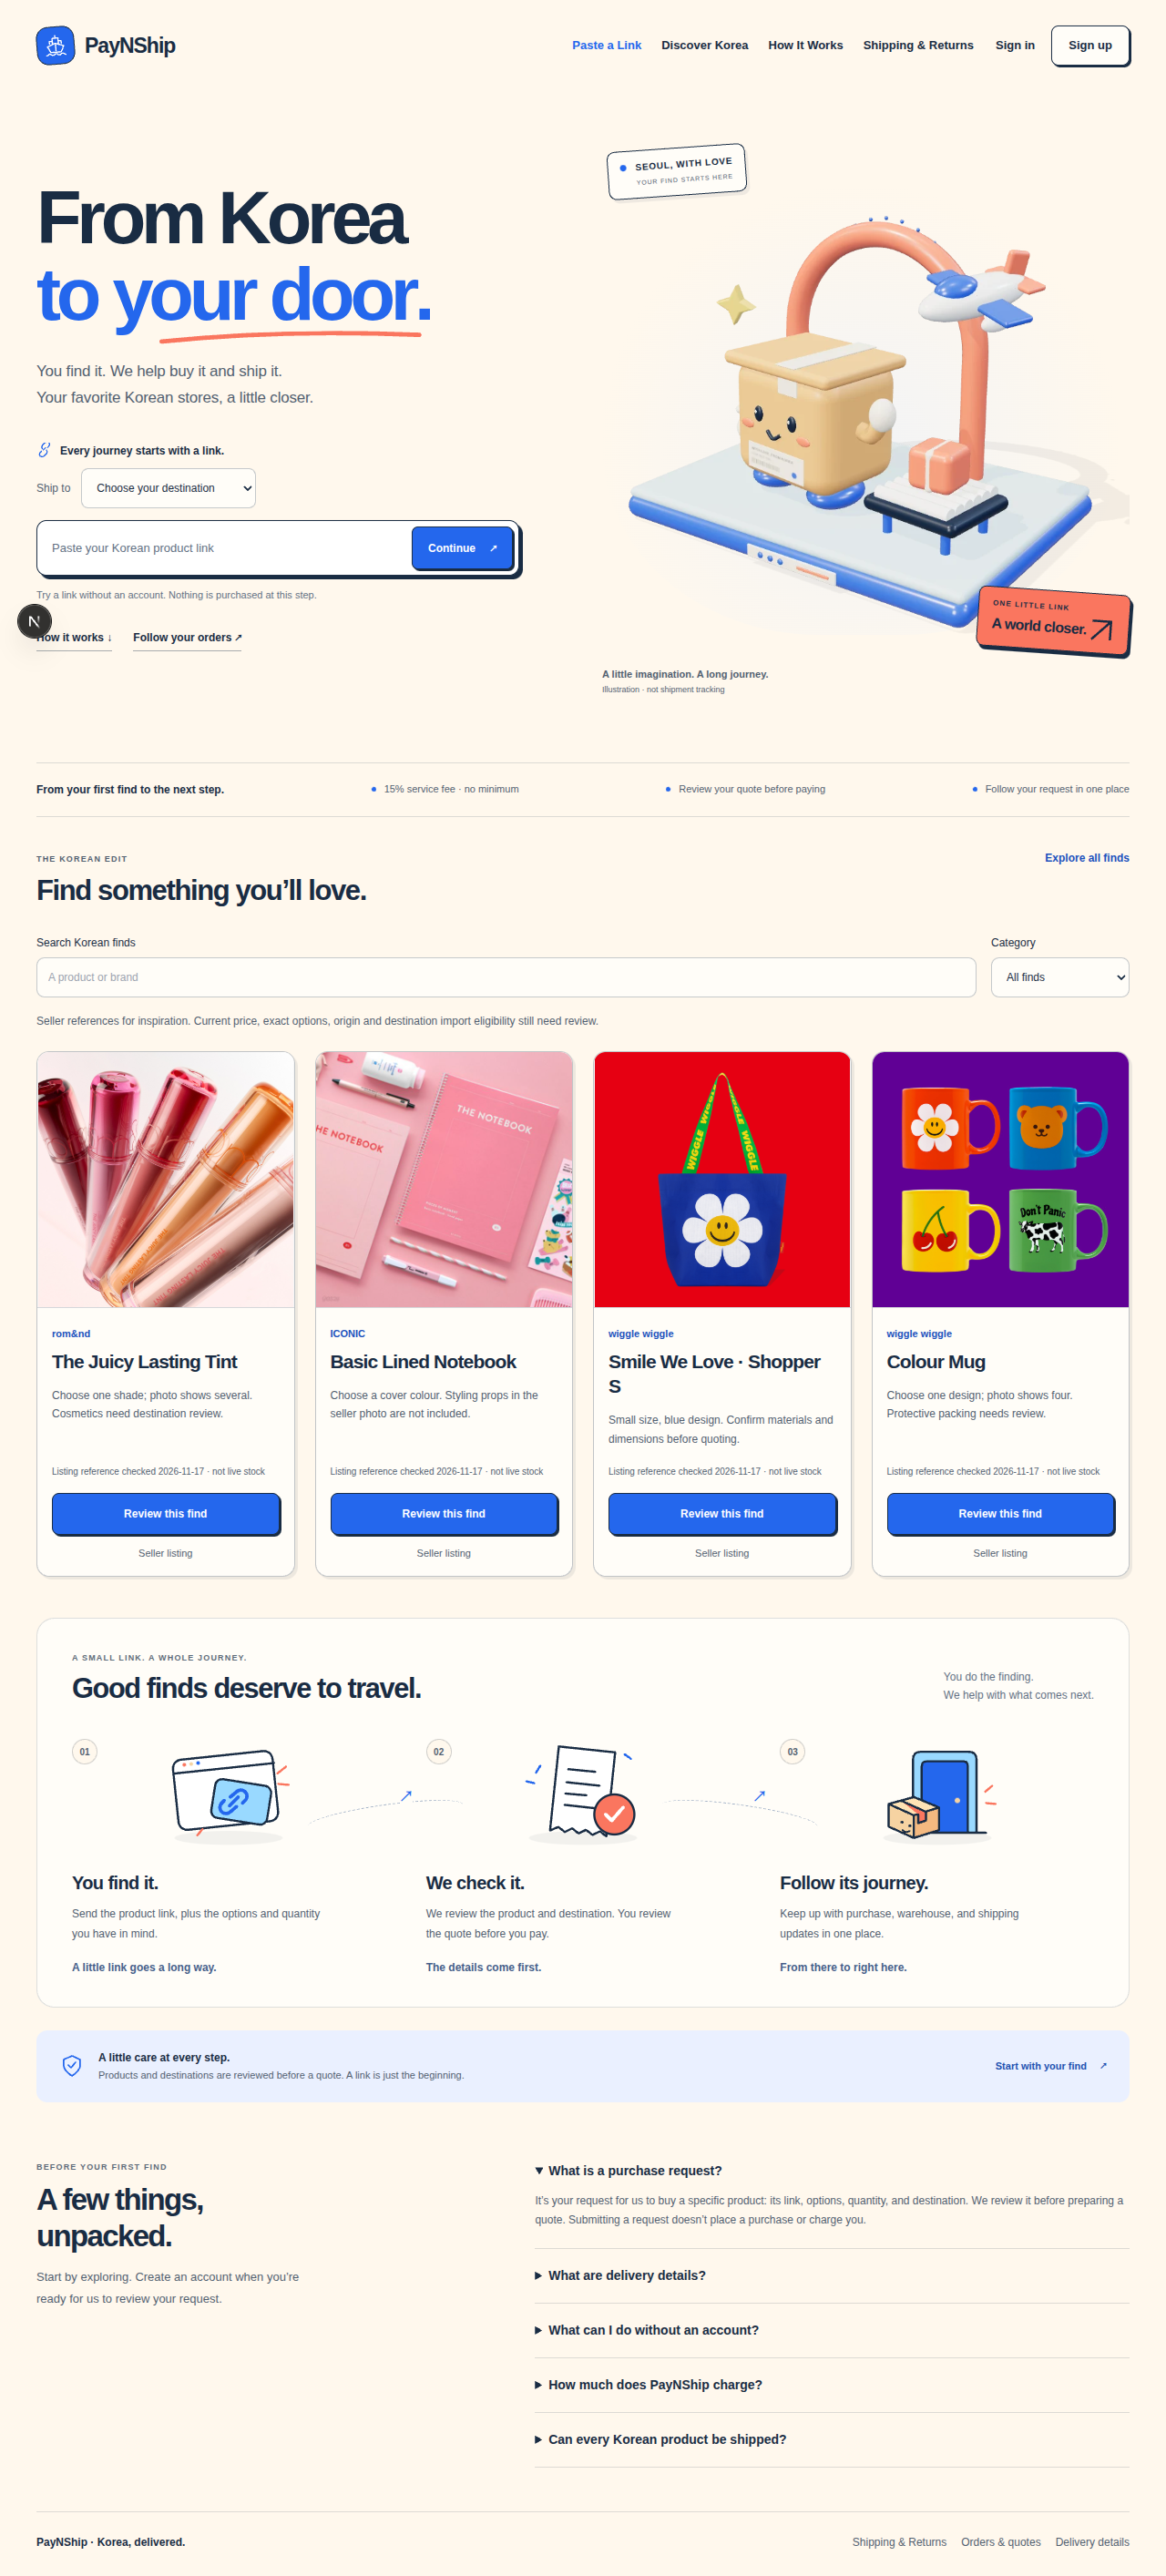 PayNShip
Paste a Link
Discover Korea
How It Works
Shipping & Returns
Sign in
Sign up
SEOUL, WITH LOVE
YOUR FIND STARTS HERE
From Korea
to your door.
You find it. We help buy it and ship it.
Your favorite Korean stores, a little closer.
Every journey starts with a link.
Ship to
Choose your destination
Paste your Korean product link
Continue ↗
Try a link without an account. Nothing is purchased at this step.
How it works ↓
Follow your orders ↗
ONE LITTLE LINK
A world closer.
A little imagination. A long journey.
Illustration · not shipment tracking
From your first find to the next step.
15% service fee · no minimum
Review your quote before paying
Follow your request in one place
THE KOREAN EDIT
Explore all finds
Find something you’ll love.
Search Korean finds
Category
A product or brand
All finds
Seller references for inspiration. Current price, exact options, origin and destination import eligibility still need review.
THE NOTEBOOK
THE NOTEBOOK
WIGGLE WIGGLE
WIGGLE WIGGLE
Don't Panic
rom&nd
The Juicy Lasting Tint
Choose one shade; photo shows several.
Cosmetics need destination review.
Listing reference checked 2026-11-17 · not live stock
Review this find
Seller listing
ICONIC
Basic Lined Notebook
Choose a cover colour. Styling props in the
seller photo are not included.
Listing reference checked 2026-11-17 · not live stock
Review this find
Seller listing
wiggle wiggle
Smile We Love · Shopper
S
Small size, blue design. Confirm materials and
dimensions before quoting.
Listing reference checked 2026-11-17 · not live stock
Review this find
Seller listing
wiggle wiggle
Colour Mug
Choose one design; photo shows four.
Protective packing needs review.
Listing reference checked 2026-11-17 · not live stock
Review this find
Seller listing
A SMALL LINK. A WHOLE JOURNEY.
Good finds deserve to travel.
You do the finding.
We help with what comes next.
01
02
03
You find it.
Send the product link, plus the options and quantity
you have in mind.
A little link goes a long way.
We check it.
We review the product and destination. You review
the quote before you pay.
The details come first.
Follow its journey.
Keep up with purchase, warehouse, and shipping
updates in one place.
From there to right here.
A little care at every step.
Products and destinations are reviewed before a quote. A link is just the beginning.
Start with your find ↗
BEFORE YOUR FIRST FIND
A few things,
unpacked.
Start by exploring. Create an account when you’re
ready for us to review your request.
What is a purchase request?
It’s your request for us to buy a specific product: its link, options, quantity, and destination. We review it before preparing a
quote. Submitting a request doesn’t place a purchase or charge you.
What are delivery details?
What can I do without an account?
How much does PayNShip charge?
Can every Korean product be shipped?
PayNShip · Korea, delivered.
Shipping & Returns
Orders & quotes
Delivery details